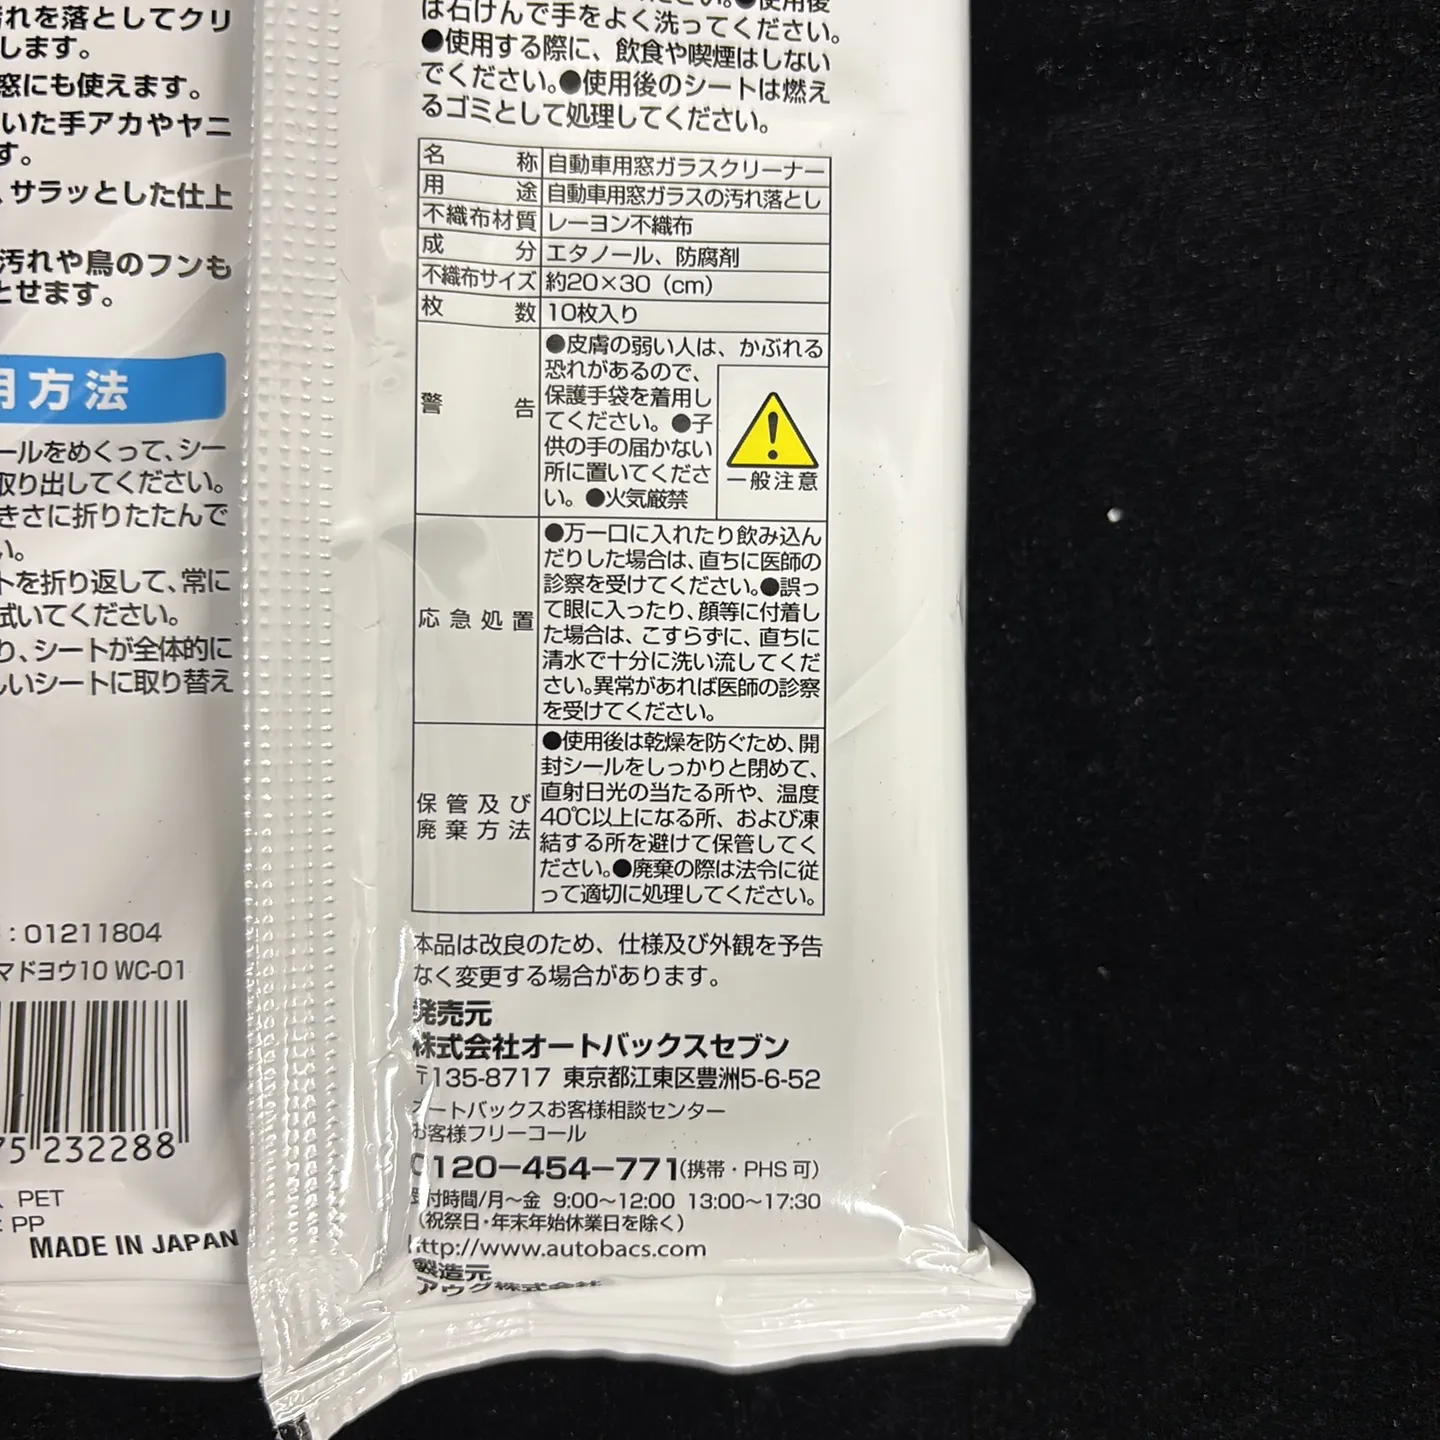 汚れを落としてクリ
します。
窓にも使えます。
いた手アカやヤニ
す。
、サラッとした仕上
汚れや鳥のフンも
とせます。
用方法
ールをめくって、シー
取り出してください。
きさに折りたたんで
い。
トを折り返して、常に
拭いてください。
り、シートが全体的に
しいシートに取り替え
：01211804
マドヨウ10 WC-01
75 232288
PET
PP
MADE IN JAPAN
は石けんで手をよく洗ってください。
●使用する際に、飲食や喫煙はしない
でください。●使用後のシートは燃え
るゴミとして処理してください。
名称 自動車用窓ガラスクリーナー
用途 自動車用窓ガラスの汚れ落とし
不織布材質 レーヨン不織布
成分 エタノール、防腐剤
不織布サイズ 約20×30（cm）
枚数 10枚入り
警告
●皮膚の弱い人は、かぶれる
恐れがあるので、
保護手袋を着用し
てください。●子
供の手の届かない
所に置いてくださ
い。●火気厳禁
一般注意
応急処置
●万一口に入れたり飲み込ん
だりした場合は、直ちに医師の
診察を受けてください。●誤っ
て眼に入ったり、顔等に付着し
た場合は、こすらずに、直ちに
清水で十分に洗い流してくだ
さい。異常があれば医師の診察
を受けてください。
保管及び
廃棄方法
●使用後は乾燥を防ぐため、開
封シールをしっかりと閉めて、
直射日光の当たる所や、温度
40℃以上になる所、および凍
結する所を避けて保管してく
ださい。●廃棄の際は法令に従
って適切に処理してください。
本品は改良のため、仕様及び外観を予告
なく変更する場合があります。
発売元
株式会社オートバックスセブン
〒135-8717 東京都江東区豊洲5-6-52
オートバックスお客様相談センター
お客様フリーコール
0120-454-771(携帯・PHS可)
受付時間/月～金 9:00～12:00 13:00～17:30
（祝祭日・年末年始休業日を除く）
http://www.autobacs.com
製造元
アウグ株式会社